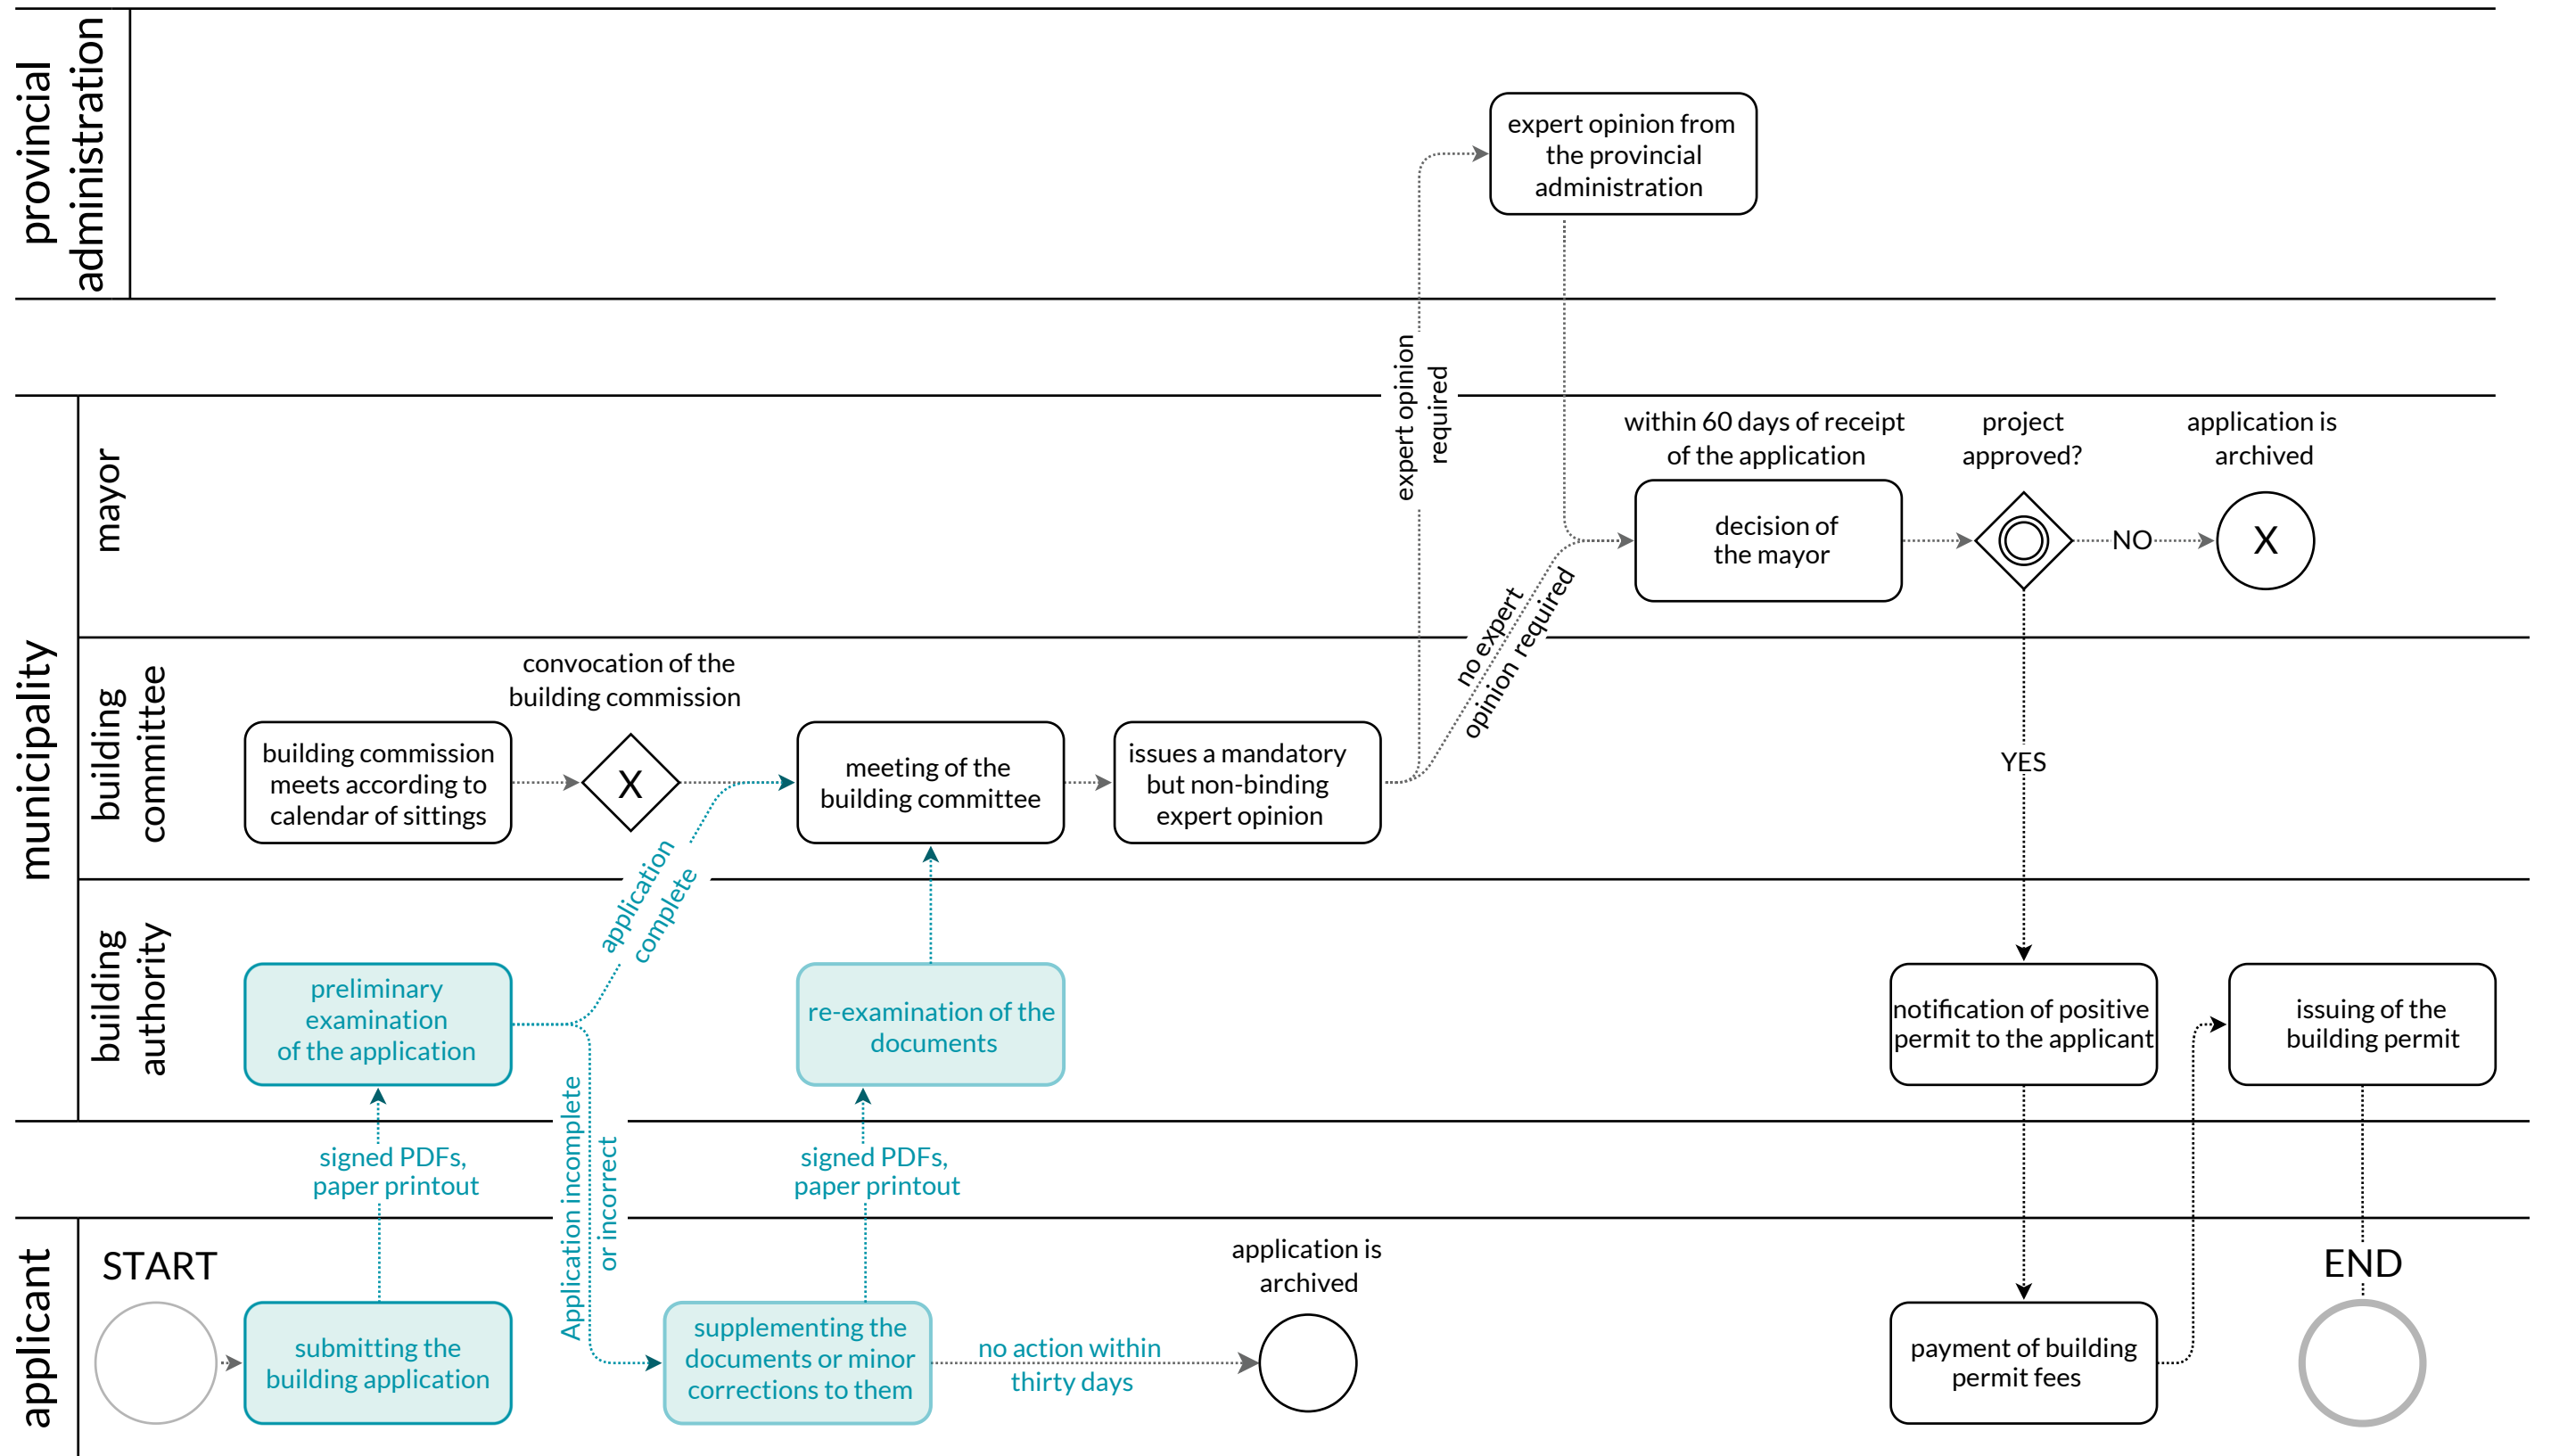 provincial
administration
expert opinion from
the provincial
administration
expert opinion
required
municipality
mayor
within 60 days of receipt
of the application
decision of
the mayor
project
approved?
NO
application is
archived
X
no expert
opinion required
building
committee
convocation of the
building commission
building commission
meets according to
calendar of sittings
X
meeting of the
building committee
issues a mandatory
but non-binding
expert opinion
YES
application
complete
building
authority
preliminary
examination
of the application
re-examination of the
documents
notification of positive
permit to the applicant
issuing of the
building permit
signed PDFs,
paper printout
Application incomplete
or incorrect
signed PDFs,
paper printout
applicant
START
submitting the
building application
supplementing the
documents or minor
corrections to them
no action within
thirty days
application is
archived
payment of building
permit fees
END